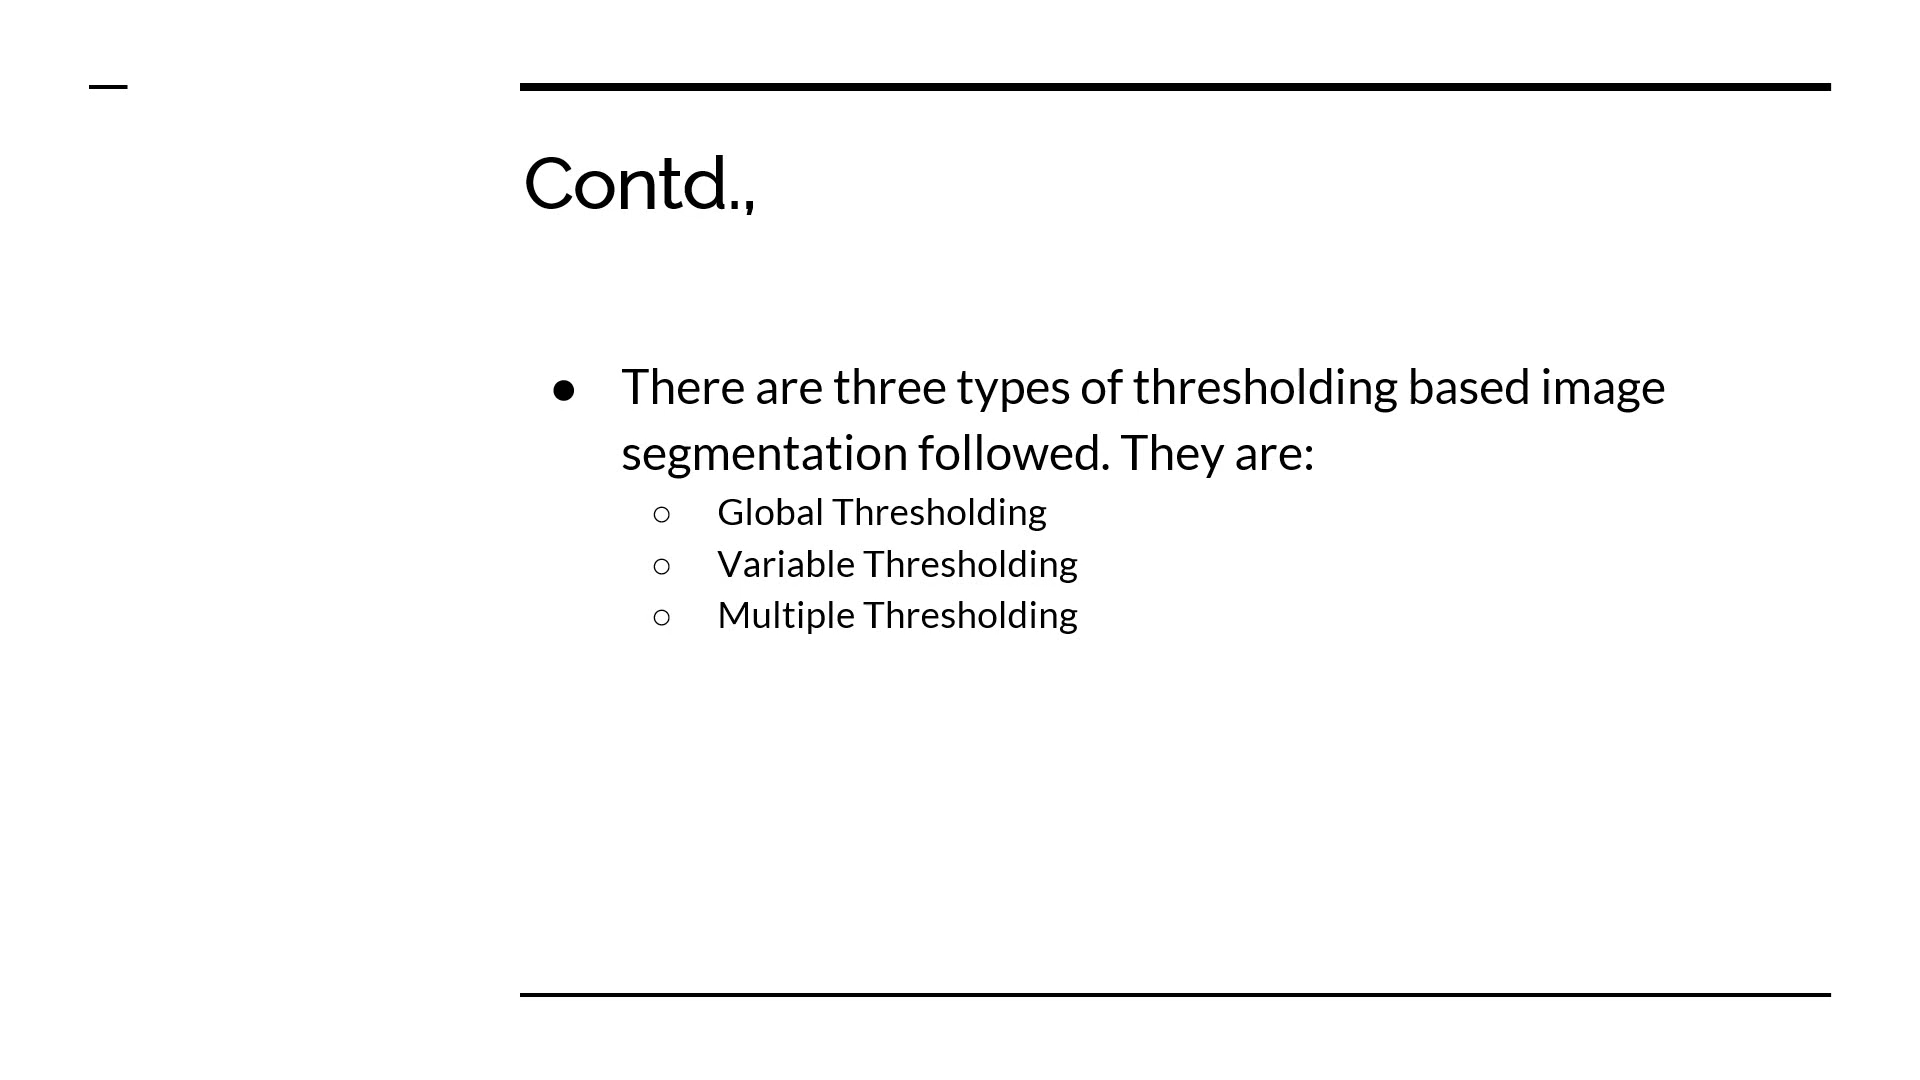 Contd.,
● There are three types of thresholding based image
segmentation followed. They are:
○ Global Thresholding
○ Variable Thresholding
○ Multiple Thresholding